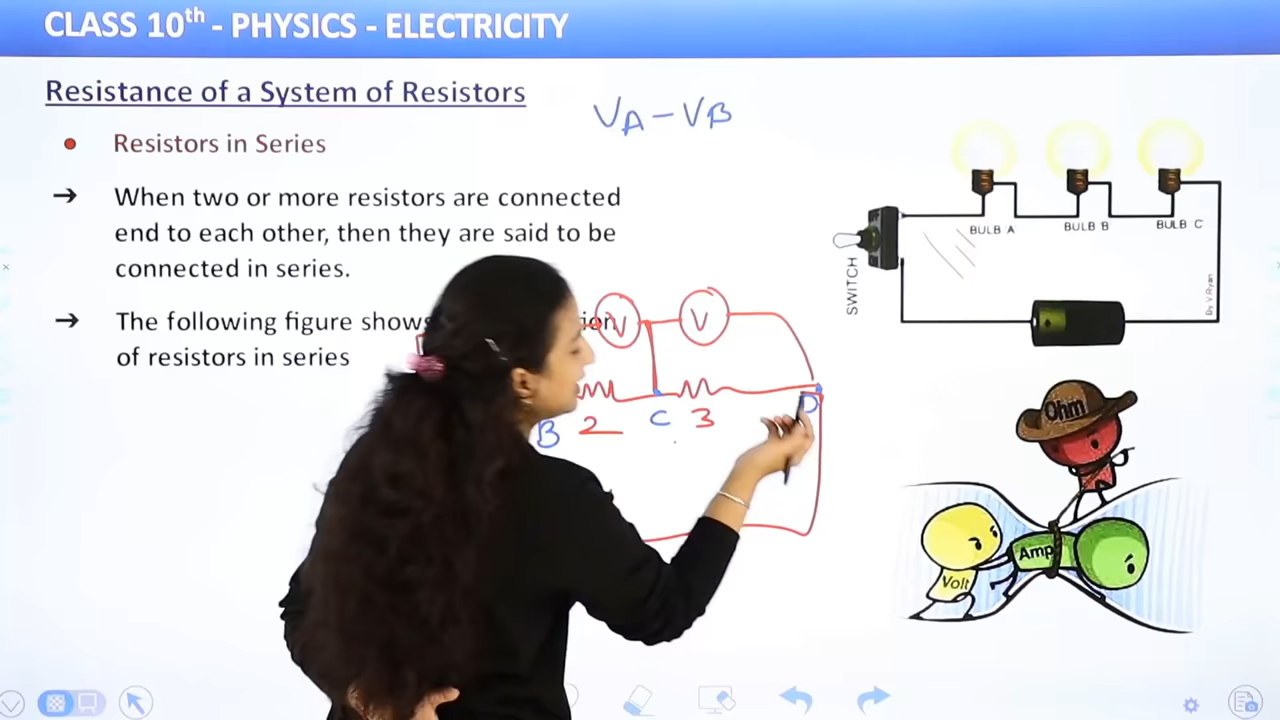 CLASS 10th - PHYSICS - ELECTRICITY
Resistance of a System of Resistors
VA - VB
• Resistors in Series
→ When two or more resistors are connected
end to each other, then they are said to be
connected in series.
→ The following figure shows
of resistors in series
BULB A
BULB B
BULB C
SWITCH
By V.Ryan
V
V
B
2
C
3
D
Ohm
Volt
Amp